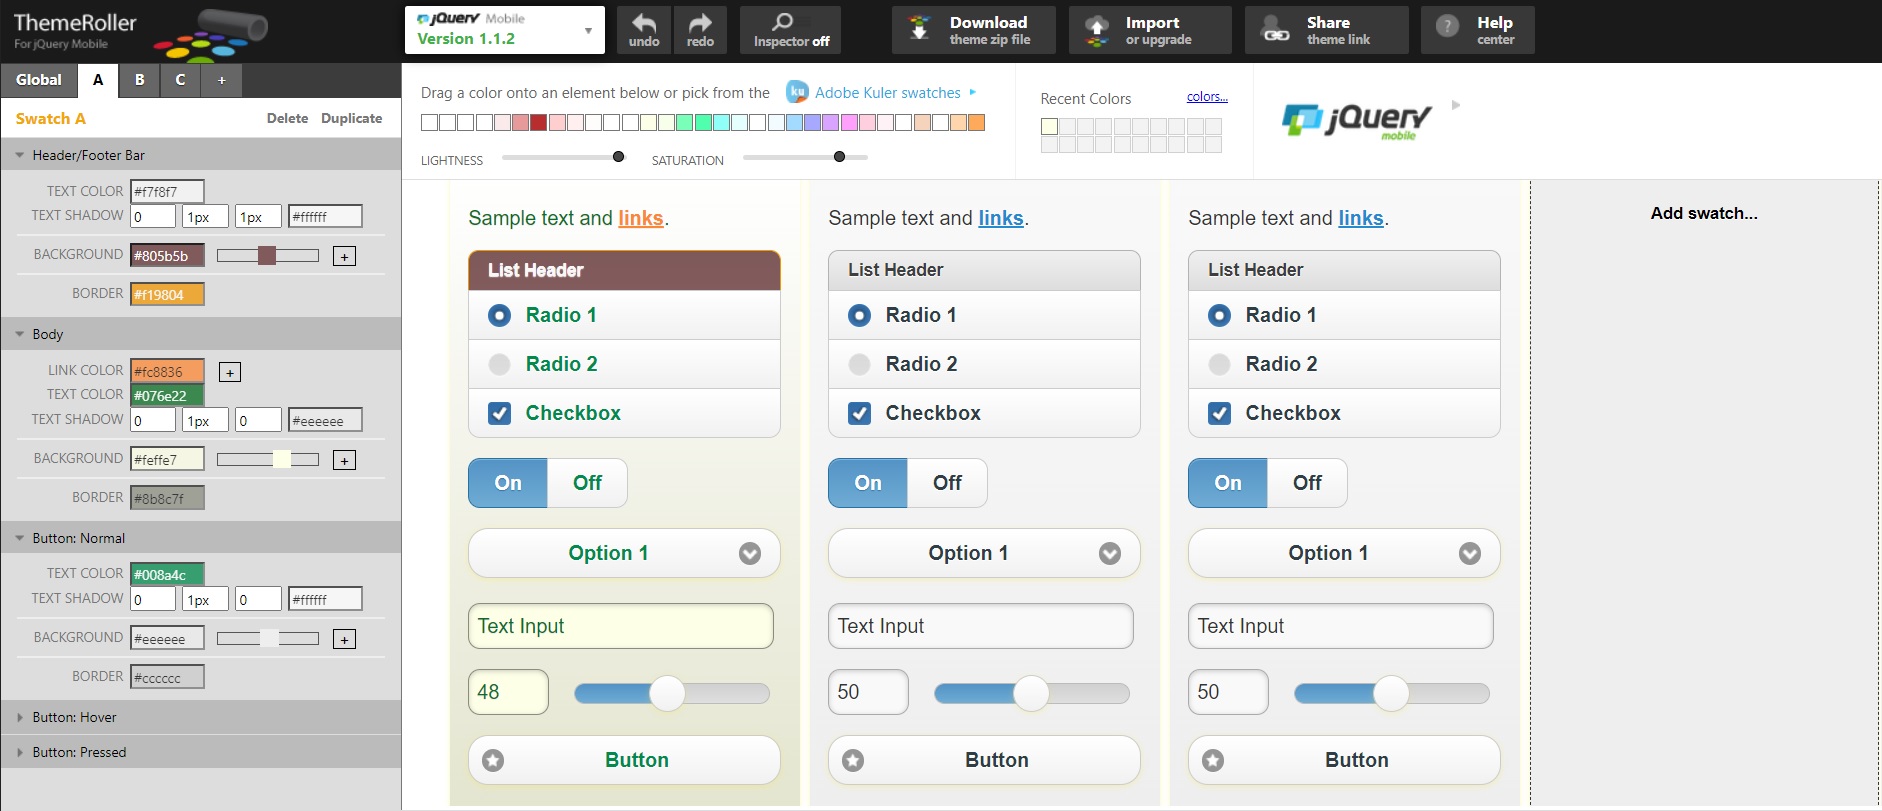 ThemeRoller
For jQuery Mobile
jQuery Mobile
Version 1.1.2
undo
redo
Inspector off
Download
theme zip file
Import
or upgrade
Share
theme link
?
Help
center
Global
A
B
C
+
Swatch A
Delete
Duplicate
Header/Footer Bar
TEXT COLOR #f7f8f7
TEXT SHADOW 0 1px 1px #ffffff
BACKGROUND #805b5b +
BORDER #f19804
Body
LINK COLOR #fc8836 +
TEXT COLOR #076e22
TEXT SHADOW 0 1px 0 #eeeeee
BACKGROUND #feffe7 +
BORDER #8b8c7f
Button: Normal
TEXT COLOR #008a4c
TEXT SHADOW 0 1px 0 #ffffff
BACKGROUND #eeeeee +
BORDER #cccccc
Button: Hover
Button: Pressed
Drag a color onto an element below or pick from the ku Adobe Kuler swatches
LIGHTNESS
SATURATION
Recent Colors
colors...
jQuery
mobile
Sample text and links.
List Header
Radio 1
Radio 2
Checkbox
On
Off
Option 1
Text Input
48
Button
Sample text and links.
List Header
Radio 1
Radio 2
Checkbox
On
Off
Option 1
Text Input
50
Button
Sample text and links.
List Header
Radio 1
Radio 2
Checkbox
On
Off
Option 1
Text Input
50
Button
Add swatch...